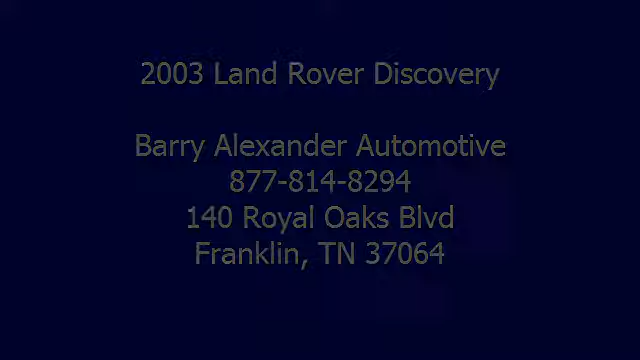 2003 Land Rover Discovery
Barry Alexander Automotive
877-814-8294
140 Royal Oaks Blvd
Franklin, TN 37064